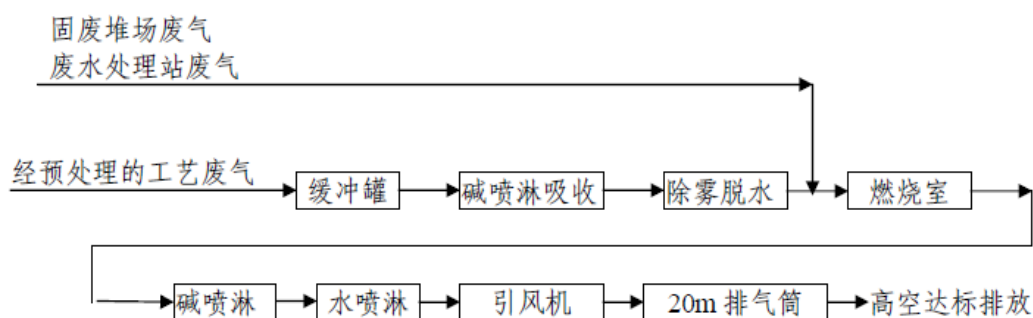 固废堆场废气
废水处理站废气
经预处理的工艺废气
缓冲罐
碱喷淋吸收
除雾脱水
燃烧室
碱喷淋
水喷淋
引风机
20m 排气筒
高空达标排放